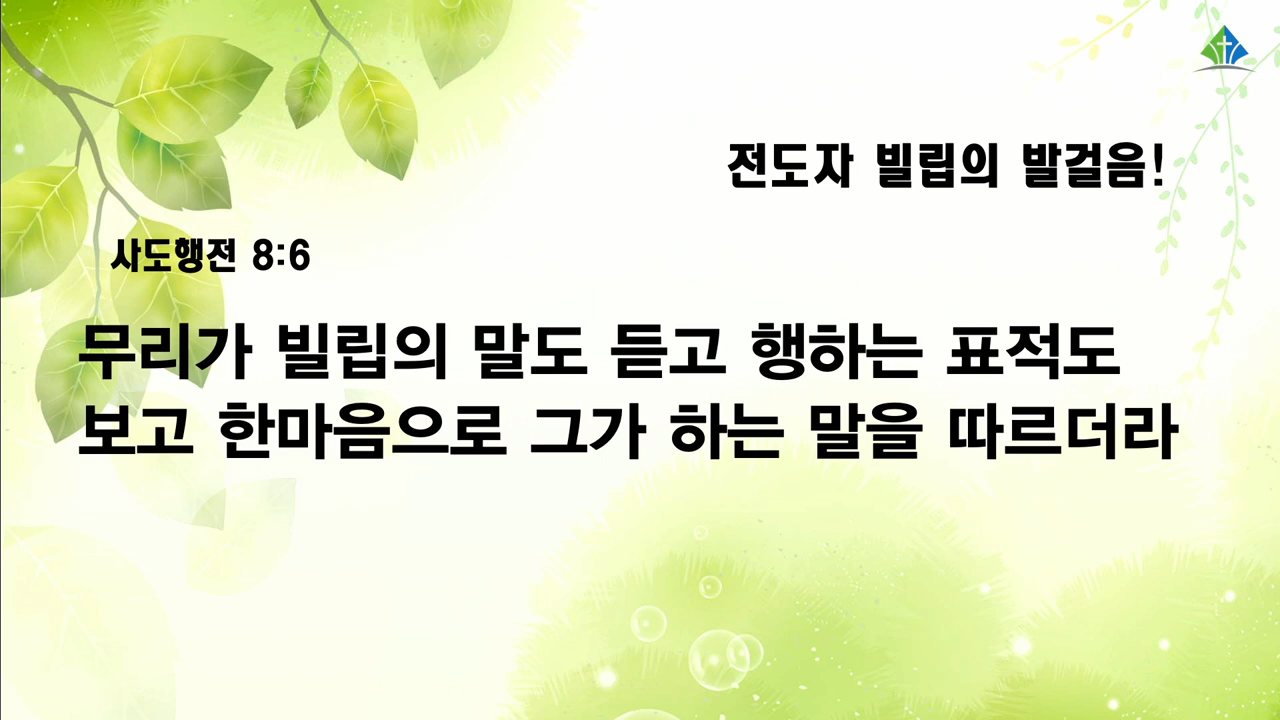 전도자 빌립의 발걸음!
사도행전 8:6
무리가 빌립의 말도 듣고 행하는 표적도
보고 한마음으로 그가 하는 말을 따르더라